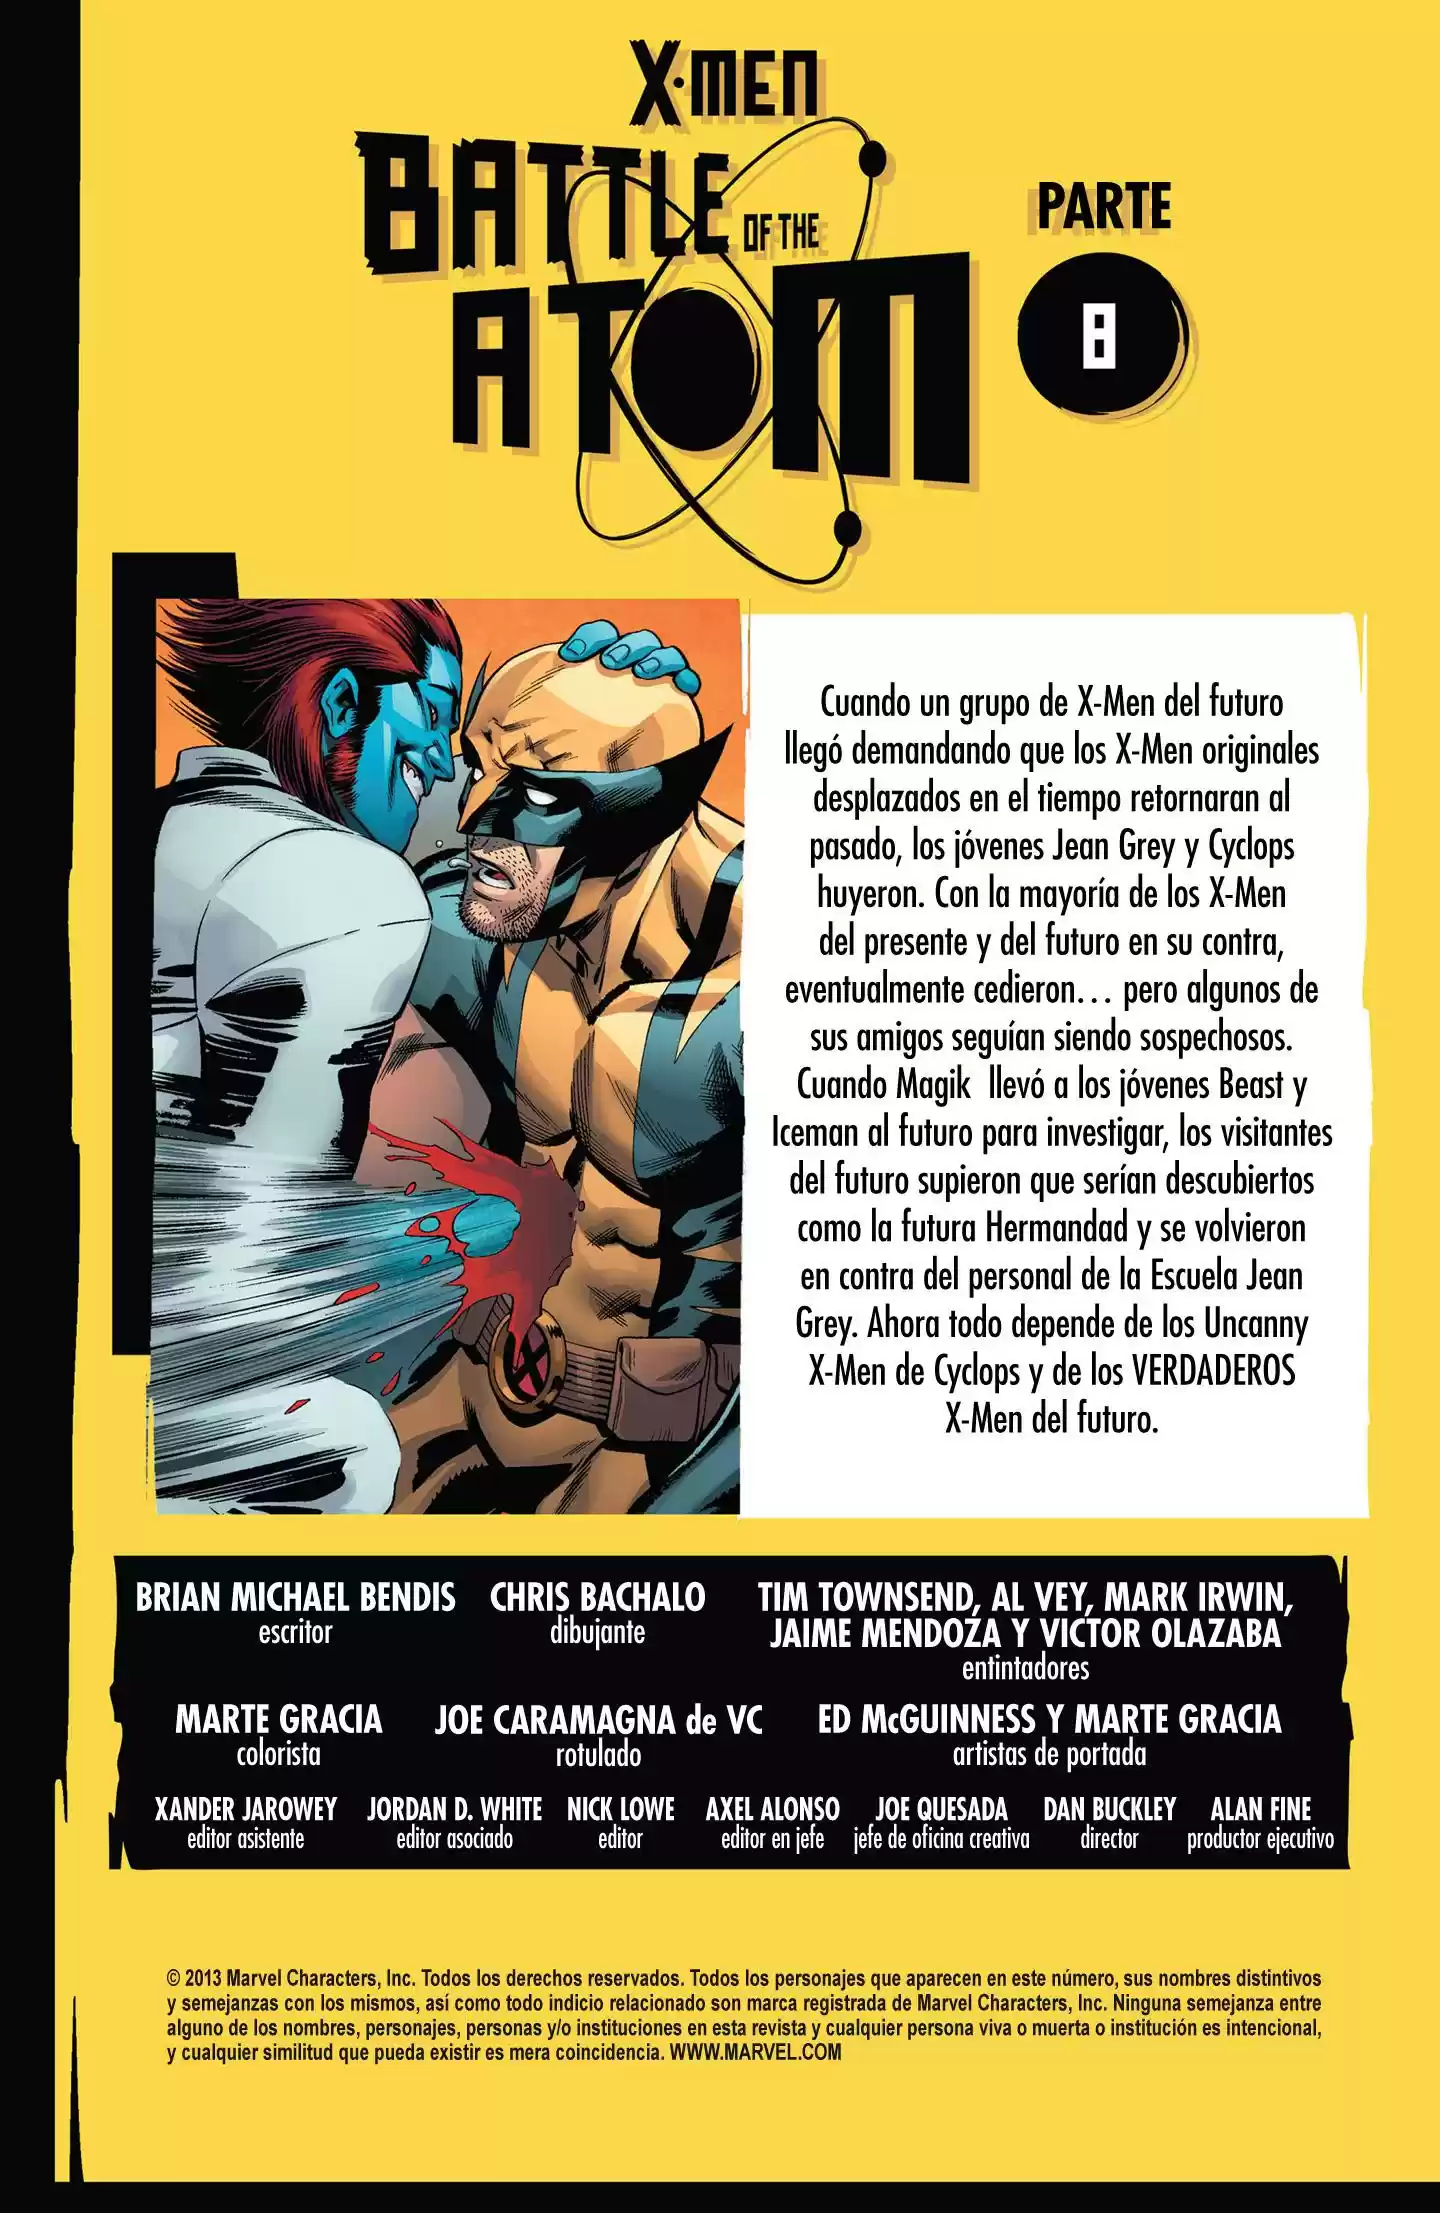 X-MEN
BATTLE OF THE
ATOM
PARTE
8
Cuando un grupo de X-Men del futuro
llegó demandando que los X-Men originales
desplazados en el tiempo retornaran al
pasado, los jóvenes Jean Grey y Cyclops
huyeron. Con la mayoría de los X-Men
del presente y del futuro en su contra,
eventualmente cedieron... pero algunos de
sus amigos seguían siendo sospechosos.
Cuando Magik llevó a los jóvenes Beast y
Iceman al futuro para investigar, los visitantes
del futuro supieron que serían descubiertos
como la futura Hermandad y se volvieron
en contra del personal de la Escuela Jean
Grey. Ahora todo depende de los Uncanny
X-Men de Cyclops y de los VERDADEROS
X-Men del futuro.
BRIAN MICHAEL BENDIS CHRIS BACHALO TIM TOWNSEND, AL VEY, MARK IRWIN,
escritor dibujante JAIME MENDOZA Y VICTOR OLAZABA
entintadores
MARTE GRACIA JOE CARAMAGNA de VC ED McGUINNESS Y MARTE GRACIA
colorista rotulado artistas de portada
XANDER JAROWEY JORDAN D. WHITE NICK LOWE AXEL ALONSO JOE QUESADA DAN BUCKLEY ALAN FINE
editor asistente editor asociado editor editor en jefe jefe de oficina creativa director productor ejecutivo
© 2013 Marvel Characters, Inc. Todos los derechos reservados. Todos los personajes que aparecen en este número, sus nombres distintivos
y semejanzas con los mismos, así como todo indicio relacionado son marca registrada de Marvel Characters, Inc. Ninguna semejanza entre
alguno de los nombres, personajes, personas y/o instituciones en esta revista y cualquier persona viva o muerta o institución es intencional,
y cualquier similitud que pueda existir es mera coincidencia. WWW.MARVEL.COM